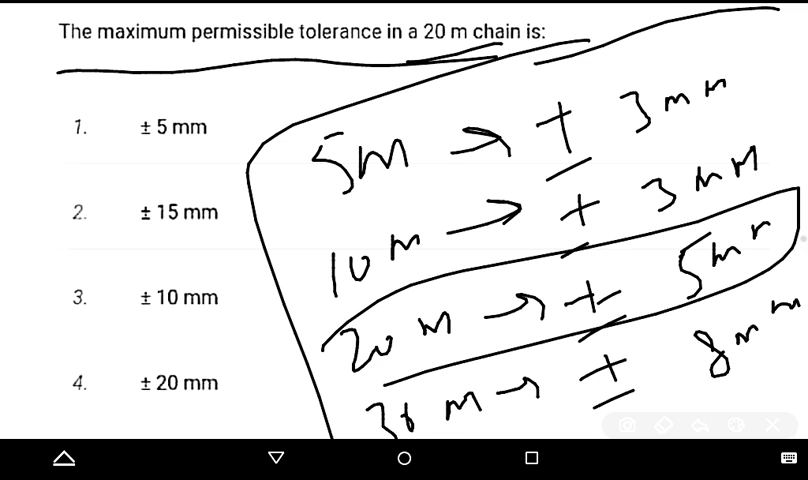 The maximum permissible tolerance in a 20 m chain is:
1. ± 5 mm
2. ± 15 mm
3. ± 10 mm
4. ± 20 mm
5m → ± 3mm
10m → ± 3mm
20m → ± 5mm
30m → ± 8mm